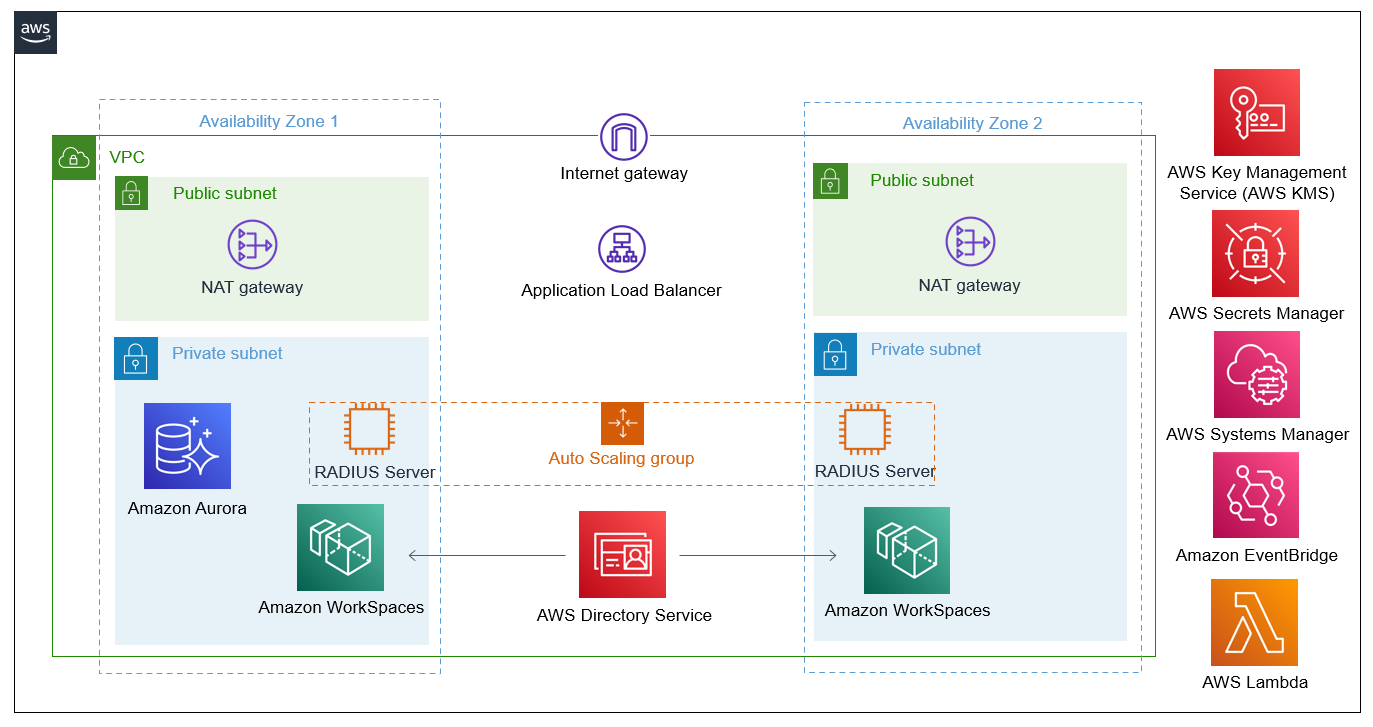 aws
Availability Zone 1
Availability Zone 2
VPC
Internet gateway
Public subnet
Public subnet
NAT gateway
Application Load Balancer
NAT gateway
Private subnet
Private subnet
RADIUS Server
Auto Scaling group
RADIUS Server
Amazon Aurora
Amazon WorkSpaces
AWS Directory Service
Amazon WorkSpaces
AWS Key Management
Service (AWS KMS)
AWS Secrets Manager
AWS Systems Manager
Amazon EventBridge
AWS Lambda